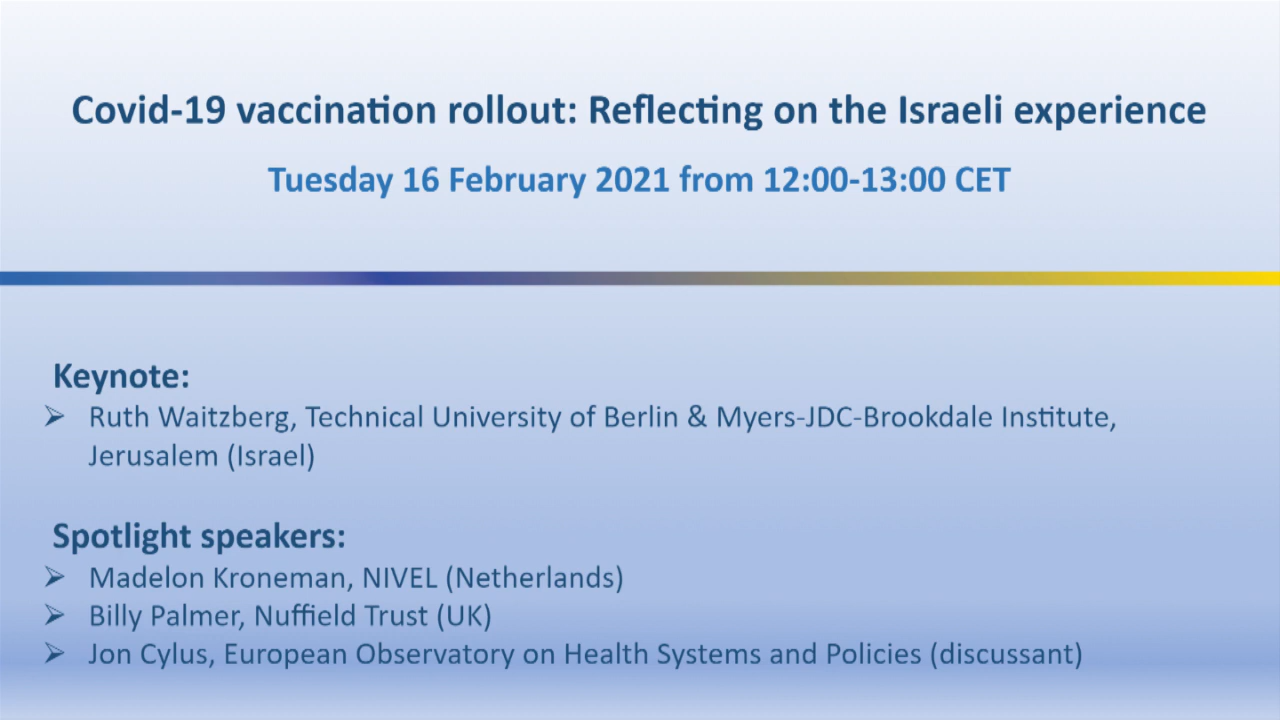 Covid-19 vaccination rollout: Reflecting on the Israeli experience
Tuesday 16 February 2021 from 12:00-13:00 CET
Keynote:
➢ Ruth Waitzberg, Technical University of Berlin & Myers-JDC-Brookdale Institute,
Jerusalem (Israel)
Spotlight speakers:
➢ Madelon Kroneman, NIVEL (Netherlands)
➢ Billy Palmer, Nuffield Trust (UK)
➢ Jon Cylus, European Observatory on Health Systems and Policies (discussant)